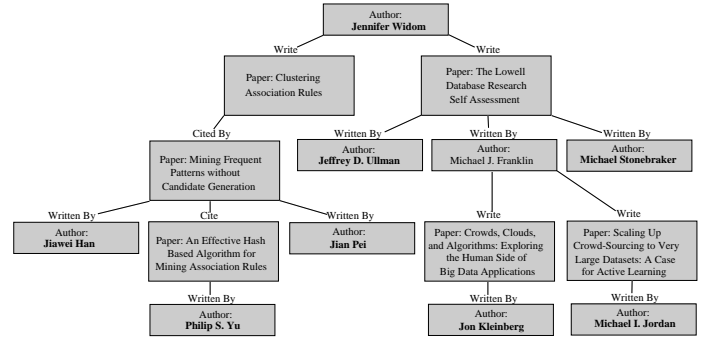 Author:
Jennifer Widom
Write
Write
Paper: Clustering
Association Rules
Paper: The Lowell
Database Research
Self Assessment
Cited By
Written By
Written By
Written By
Paper: Mining Frequent
Patterns without
Candidate Generation
Author:
Jeffrey D. Ullman
Author:
Michael J. Franklin
Author:
Michael Stonebraker
Written By
Cite
Written By
Write
Write
Author:
Jiawei Han
Paper: An Effective Hash
Based Algorithm for
Mining Association Rules
Author:
Jian Pei
Paper: Crowds, Clouds,
and Algorithms: Exploring
the Human Side of
Big Data Applications
Paper: Scaling Up
Crowd-Sourcing to Very
Large Datasets: A Case
for Active Learning
Written By
Written By
Written By
Author:
Philip S. Yu
Author:
Jon Kleinberg
Author:
Michael I. Jordan